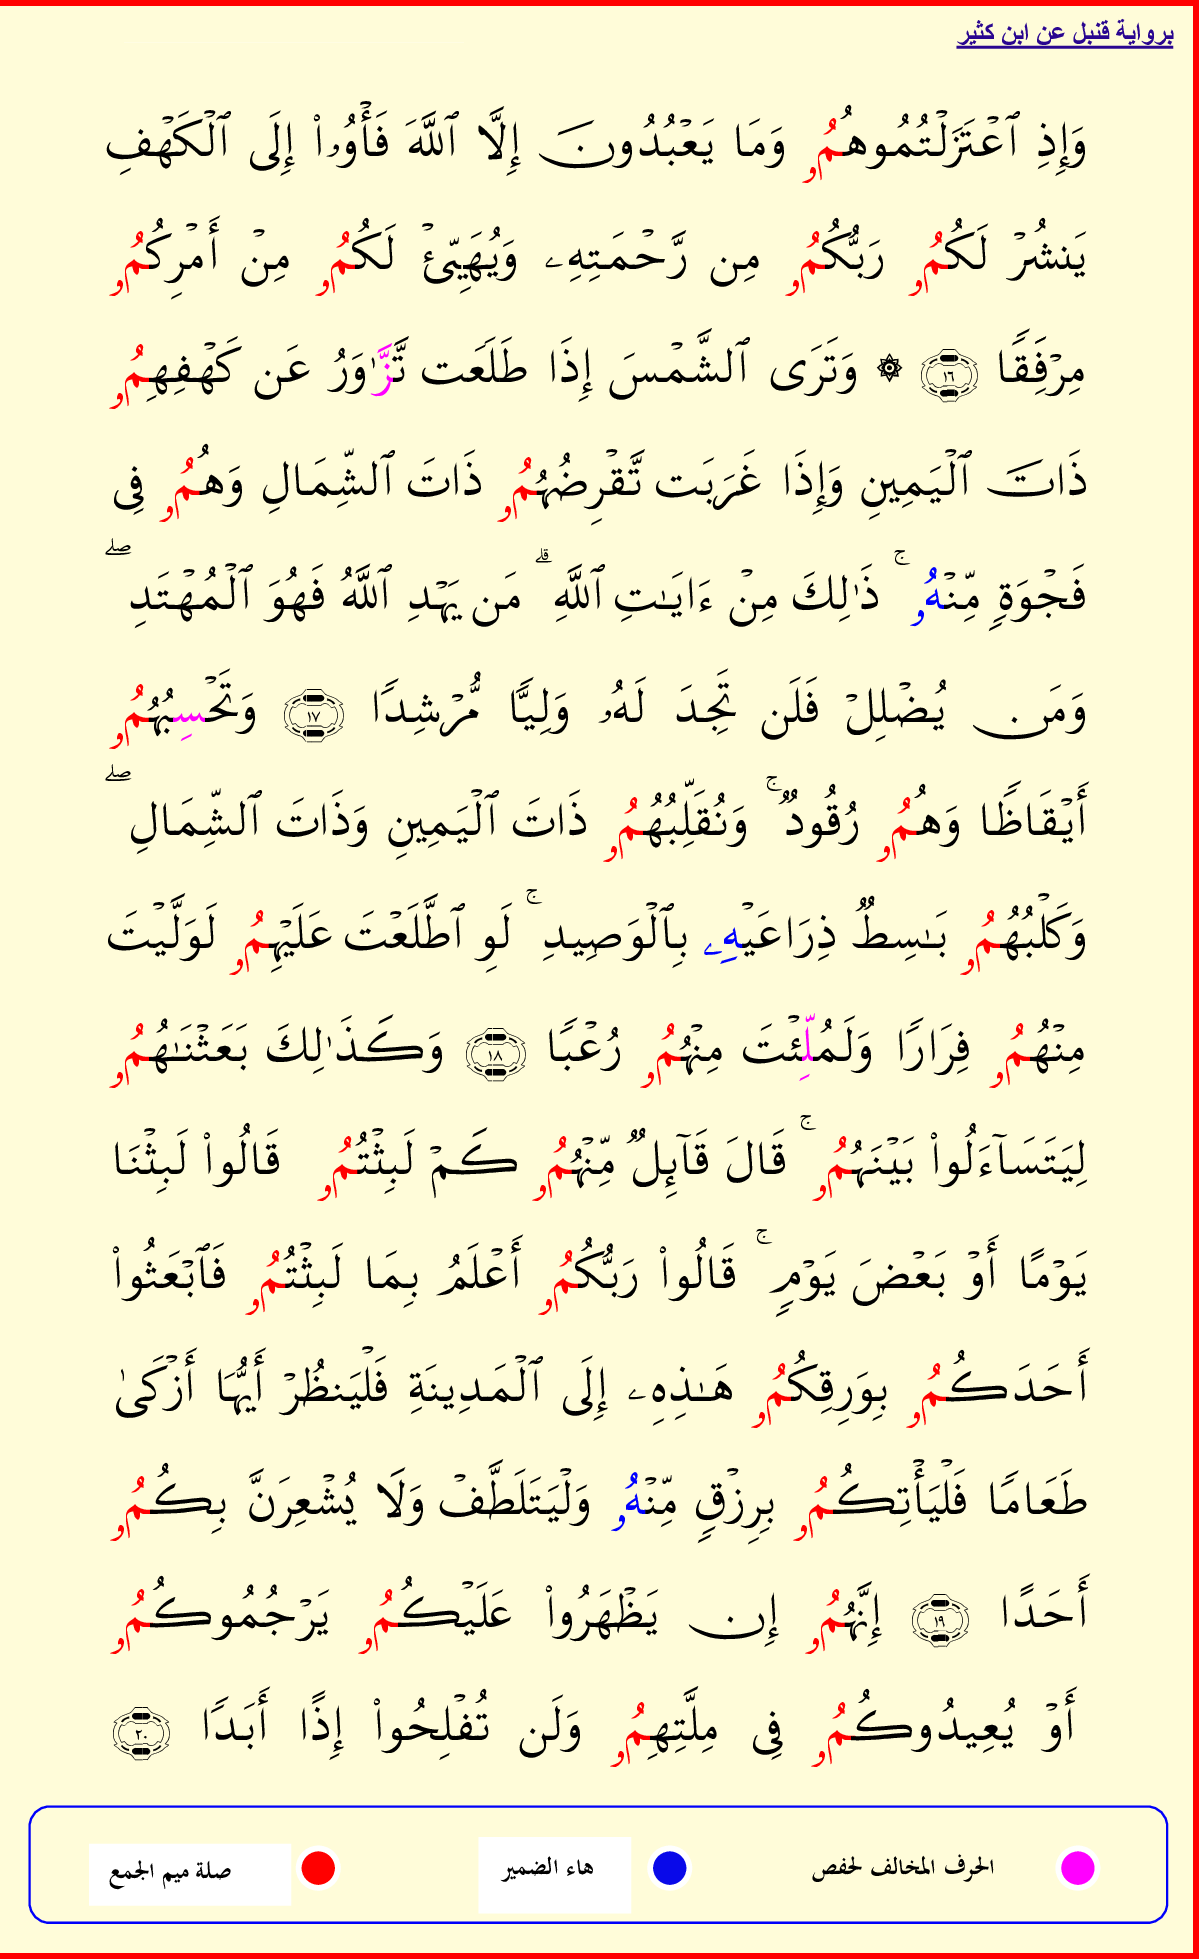 برواية قنبل عن ابن كثير
وَإِذِ ٱعۡتَزَلۡتُمُوهُمُۥ وَمَا يَعۡبُدُونَ إِلَّا ٱللَّهَ فَأۡوُۥاْ إِلَى ٱلۡكَهۡفِ
يَنشُرۡ لَكُمُۥ رَبُّكُمُۥ مِن رَّحۡمَتِهِۦ وَيُهَيِّئۡ لَكُمُۥ مِنۡ أَمۡرِكُمُۥ
مِرۡفَقًا ١٦ ۞ وَتَرَى ٱلشَّمۡسَ إِذَا طَلَعَت تَّزَّٰوَرُ عَن كَهۡفِهِمُۥ
ذَاتَ ٱلۡيَمِينِ وَإِذَا غَرَبَت تَّقۡرِضُهُمُۥ ذَاتَ ٱلشِّمَالِ وَهُمُۥ فِي
فَجۡوَةٖ مِّنۡهُۥۚ ذَٰلِكَ مِنۡ ءَايَٰتِ ٱللَّهِۗ مَن يَهۡدِ ٱللَّهُ فَهُوَ ٱلۡمُهۡتَدِۖ
وَمَن يُضۡلِلۡ فَلَن تَجِدَ لَهُۥ وَلِيّٗا مُّرۡشِدٗا ١٧ وَتَحۡسِبُهُمُۥ
أَيۡقَاظٗا وَهُمُۥ رُقُودٞۚ وَنُقَلِّبُهُمُۥ ذَاتَ ٱلۡيَمِينِ وَذَاتَ ٱلشِّمَالِۖ
وَكَلۡبُهُمُۥ بَٰسِطٞ ذِرَاعَيۡهِۦ بِٱلۡوَصِيدِۚ لَوِ ٱطَّلَعۡتَ عَلَيۡهِمُۥ لَوَلَّيۡتَ
مِنۡهُمُۥ فِرَارٗا وَلَمُلِّئۡتَ مِنۡهُمُۥ رُعۡبٗا ١٨ وَكَذَٰلِكَ بَعَثۡنَٰهُمُۥ
لِيَتَسَآءَلُواْ بَيۡنَهُمُۥۚ قَالَ قَآئِلٞ مِّنۡهُمُۥ كَمۡ لَبِثۡتُمُۥ قَالُواْ لَبِثۡنَا
يَوۡمًا أَوۡ بَعۡضَ يَوۡمٖۚ قَالُواْ رَبُّكُمُۥ أَعۡلَمُ بِمَا لَبِثۡتُمُۥ فَٱبۡعَثُواْ
أَحَدَكُمُۥ بِوَرِقِكُمُۥ هَٰذِهِۦ إِلَى ٱلۡمَدِينَةِ فَلۡيَنظُرۡ أَيُّهَا أَزۡكَىٰ
طَعَامٗا فَلۡيَأۡتِكُمُۥ بِرِزۡقٖ مِّنۡهُۥ وَلۡيَتَلَطَّفۡ وَلَا يُشۡعِرَنَّ بِكُمُۥ
أَحَدًا ١٩ إِنَّهُمُۥ إِن يَظۡهَرُواْ عَلَيۡكُمُۥ يَرۡجُمُوكُمُۥ
أَوۡ يُعِيدُوكُمُۥ فِي مِلَّتِهِمُۥ وَلَن تُفۡلِحُواْ إِذًا أَبَدٗا ٢٠
الحرف المخالف لحفص هاء الضمير صلة ميم الجمع